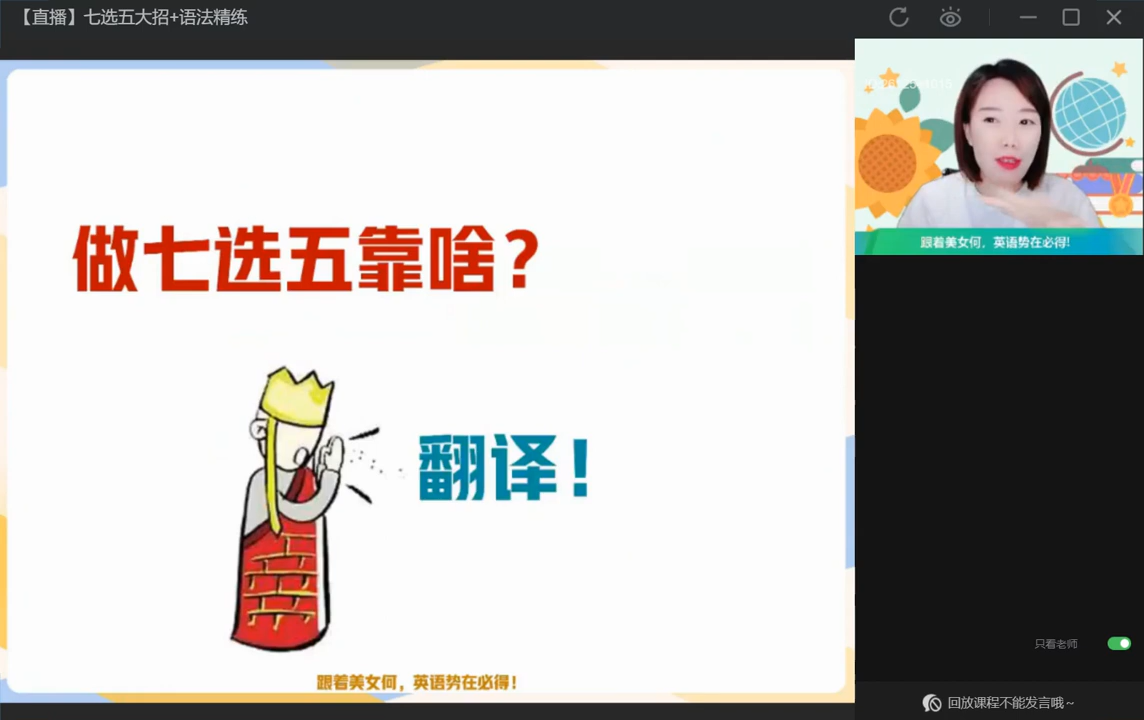 【直播】七选五大招+语法精练
做七选五靠啥？
翻译！
跟着美女何，英语势在必得！
跟着美女何，英语势在必得!
只看老师
回放课程不能发言哦~